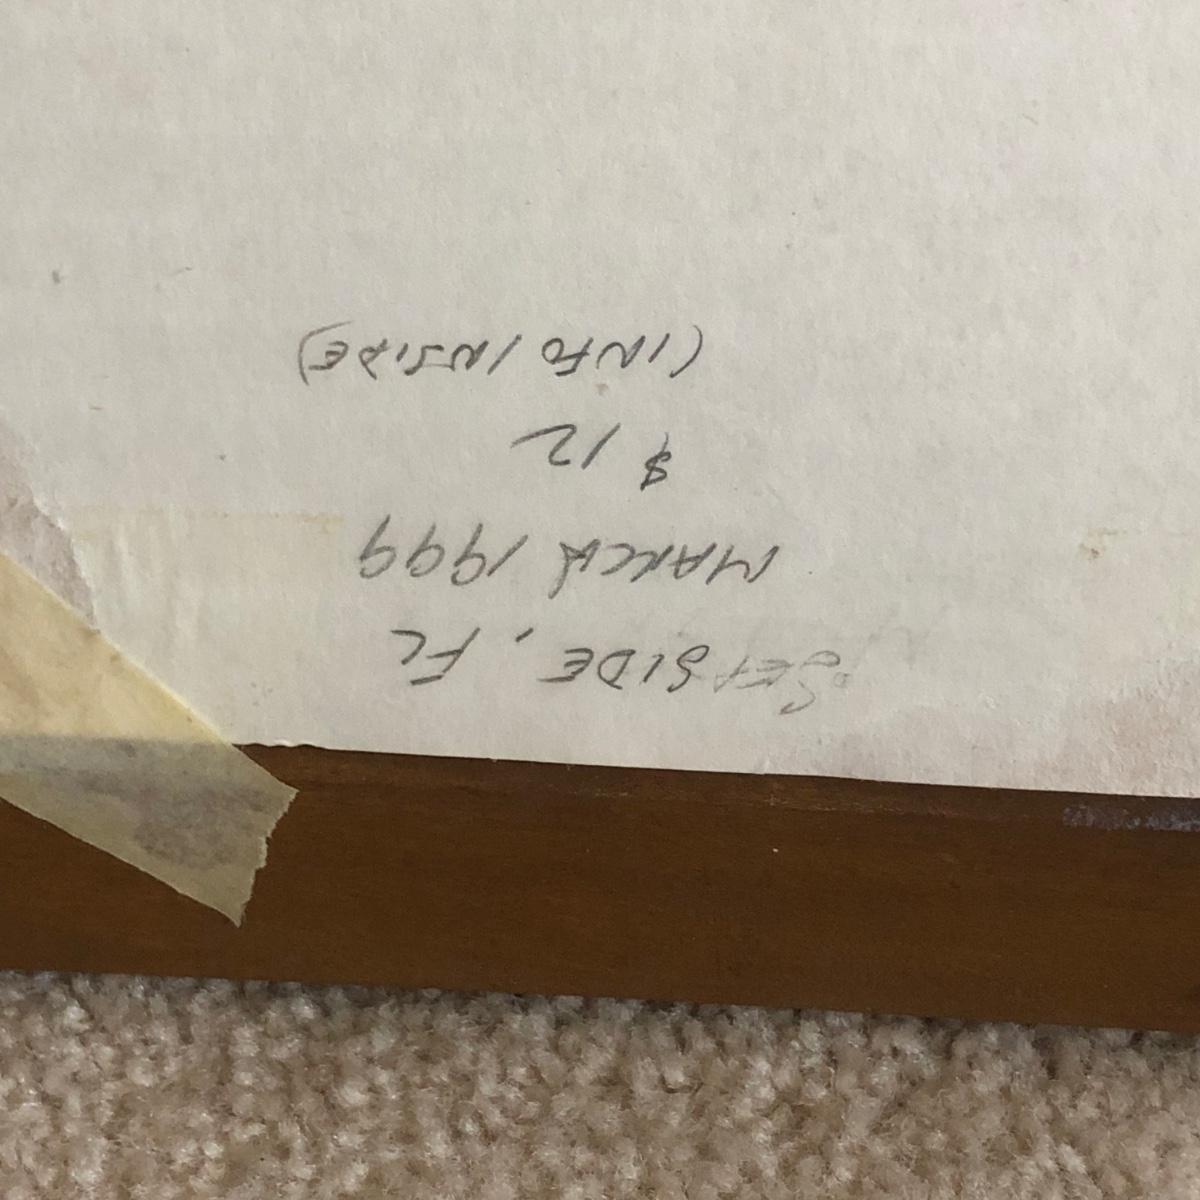 SEASIDE, FL
MARCH 1999
$12
(INFO INSIDE)